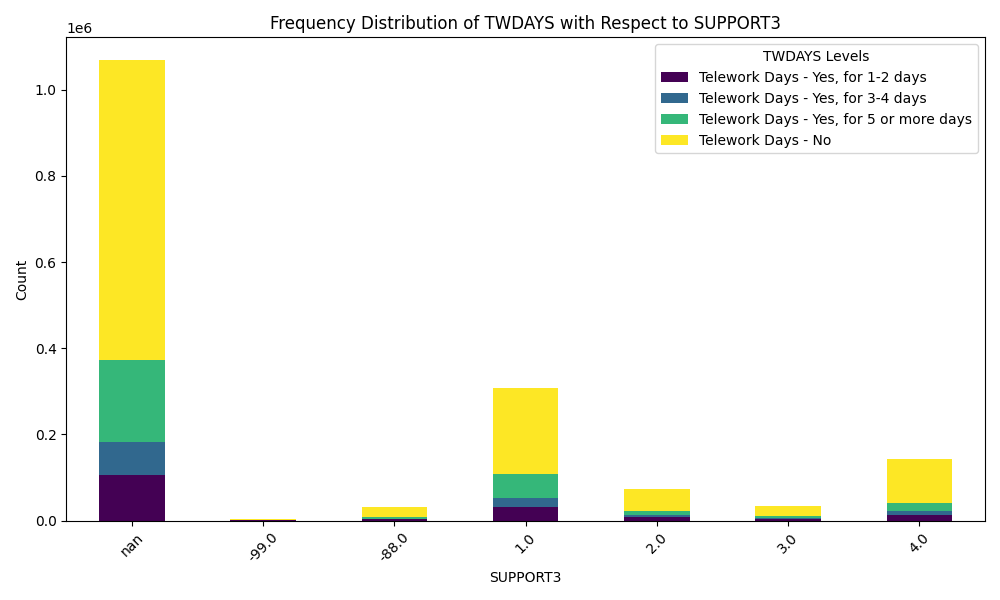 Frequency Distribution of TWDAYS with Respect to SUPPORT3
1e6
TWDAYS Levels
Telework Days - Yes, for 1-2 days
Telework Days - Yes, for 3-4 days
Telework Days - Yes, for 5 or more days
Telework Days - No
Count
1.0
0.8
0.6
0.4
0.2
0.0
nan
-99.0
-88.0
1.0
2.0
3.0
4.0
SUPPORT3